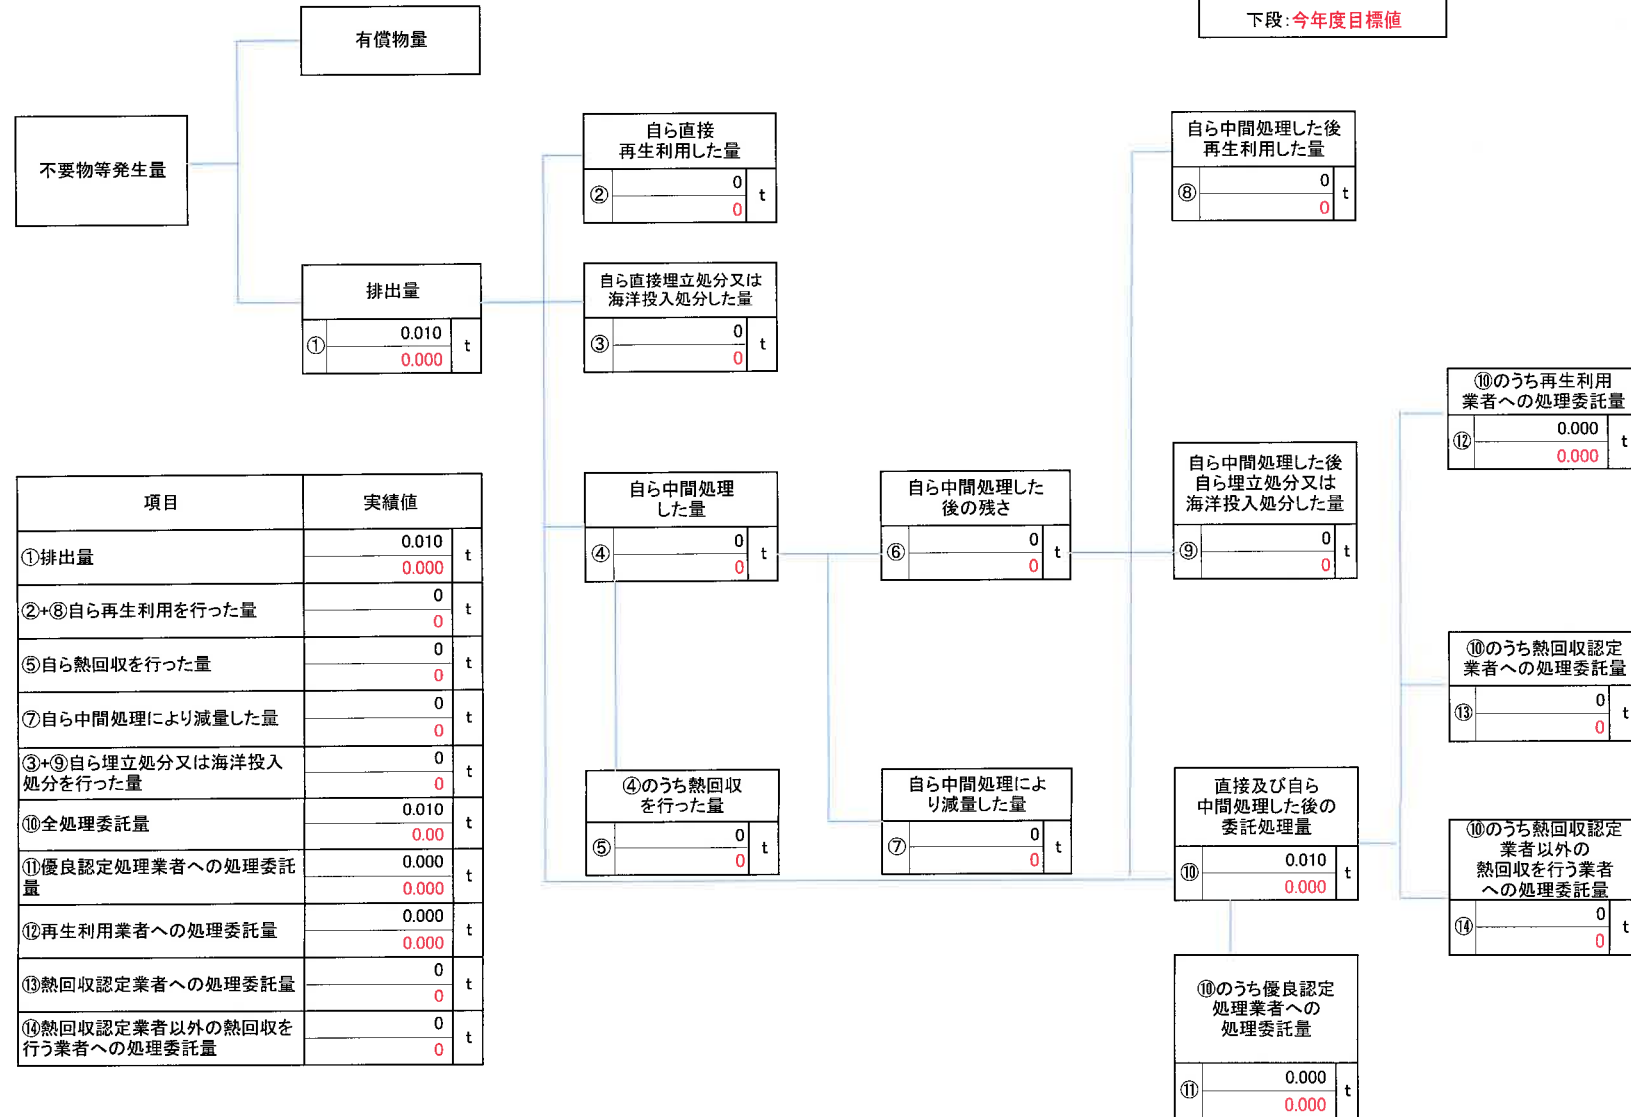 下段:今年度目標値
有償物量
不要物等発生量
排出量
①
0.010
0.000
t
自ら直接
再生利用した量
②
0
0
t
自ら直接埋立処分又は
海洋投入処分した量
③
0
0
t
自ら中間処理
した量
④
0
0
t
④のうち熱回収
を行った量
⑤
0
0
t
自ら中間処理した
後の残さ
⑥
0
0
t
自ら中間処理によ
り減量した量
⑦
0
0
t
自ら中間処理した後
再生利用した量
⑧
0
0
t
自ら中間処理した後
自ら埋立処分又は
海洋投入処分した量
⑨
0
0
t
直接及び自ら
中間処理した後の
委託処理量
⑩
0.010
0.000
t
⑩のうち優良認定
処理業者への
処理委託量
⑪
0.000
0.000
t
⑩のうち再生利用
業者への処理委託量
⑫
0.000
0.000
t
⑩のうち熱回収認定
業者への処理委託量
⑬
0
0
t
⑩のうち熱回収認定
業者以外の
熱回収を行う業者
への処理委託量
⑭
0
0
t
項目 実績値
①排出量 0.010 t
0.000
②+⑧自ら再生利用を行った量 0 t
0
⑤自ら熱回収を行った量 0 t
0
⑦自ら中間処理により減量した量 0 t
0
③+⑨自ら埋立処分又は海洋投入
処分を行った量 0 t
0
⑩全処理委託量 0.010 t
0.00
⑪優良認定処理業者への処理委託
量 0.000 t
0.000
⑫再生利用業者への処理委託量 0.000 t
0.000
⑬熱回収認定業者への処理委託量 0 t
0
⑭熱回収認定業者以外の熱回収を
行う業者への処理委託量 0 t
0